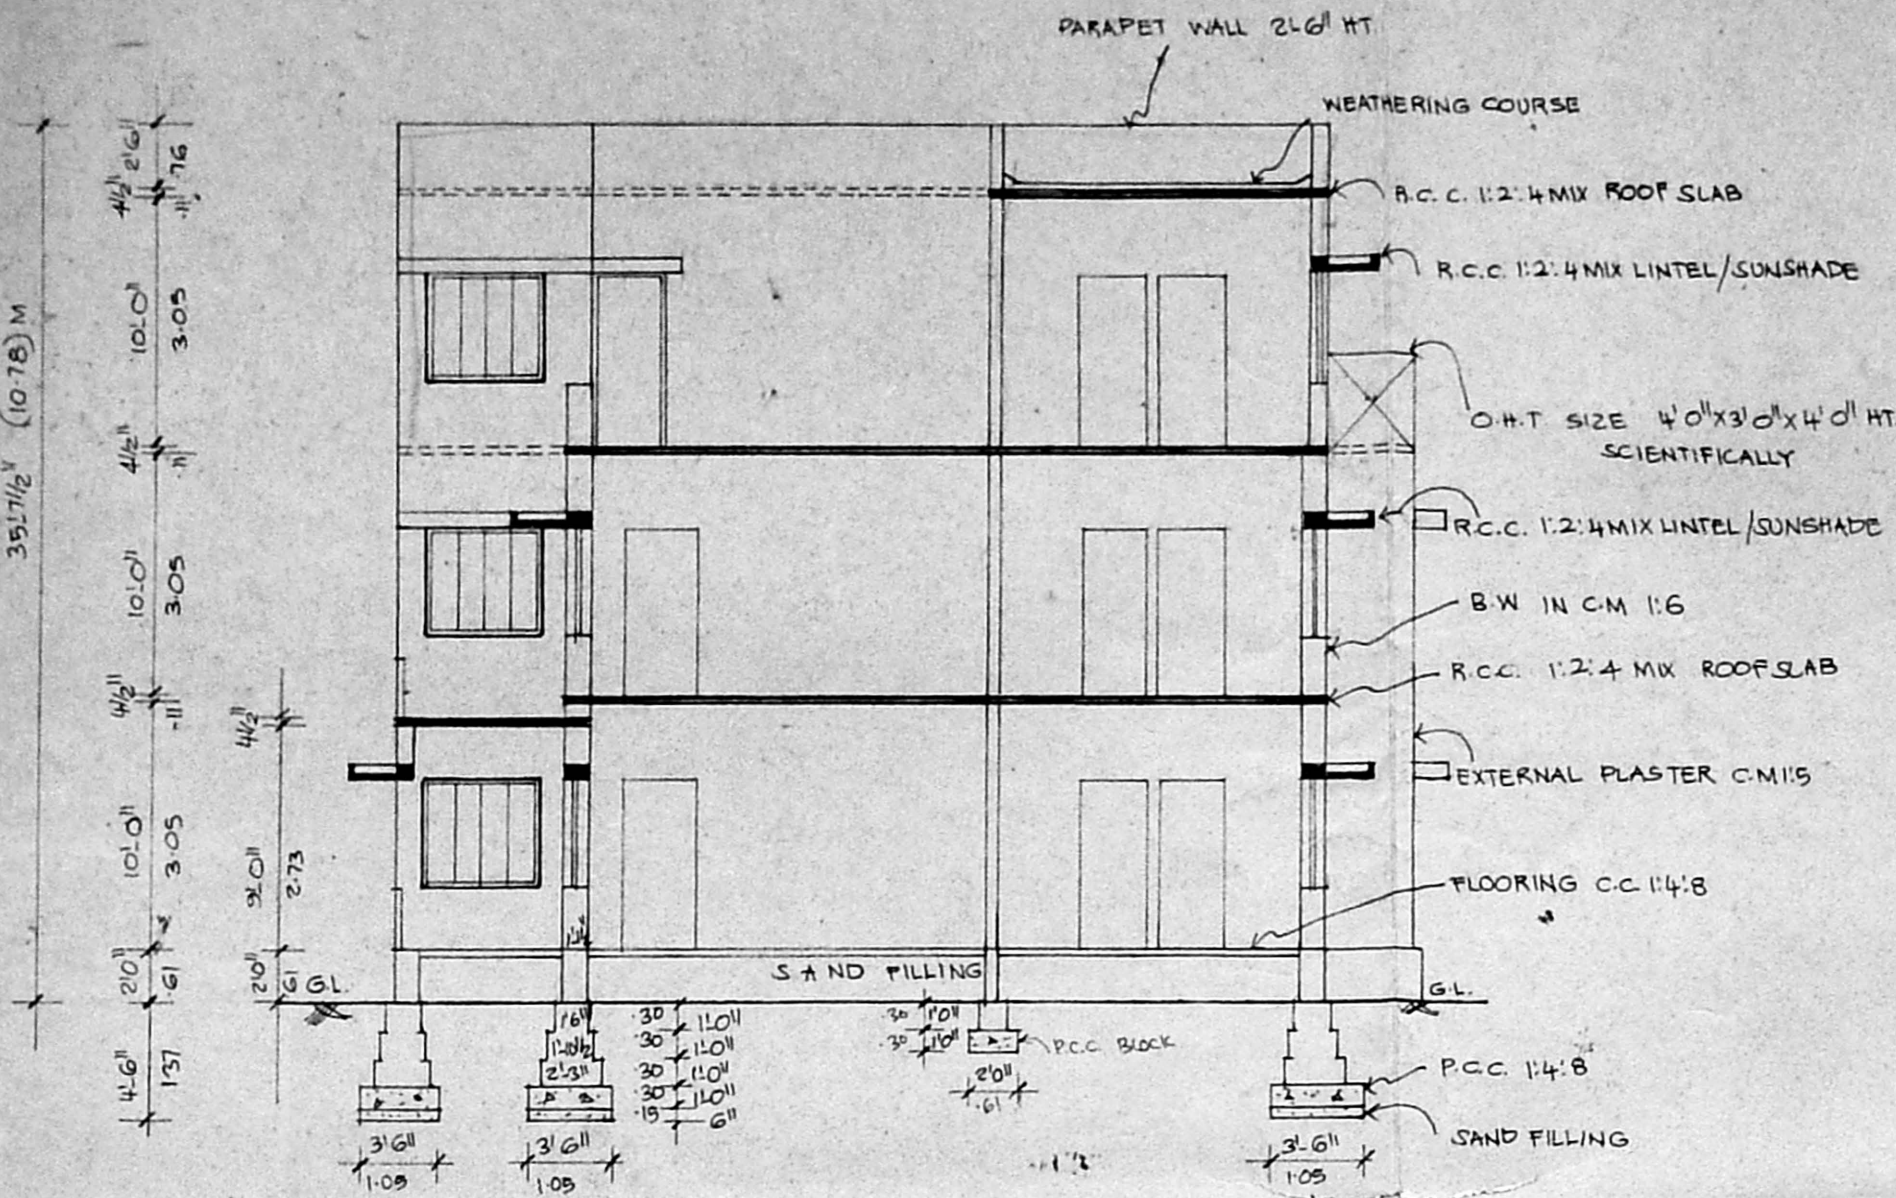 PARAPET WALL 2'-6" HT
WEATHERING COURSE
R.C.C. 1:2:4 MIX ROOF SLAB
R.C.C. 1:2:4 MIX LINTEL/SUNSHADE
O.H.T SIZE 4'0"X3'0"X4'0" HT.
SCIENTIFICALLY
R.C.C. 1:2:4 MIX LINTEL/SUNSHADE
B.W IN C.M 1:6
R.C.C. 1:2:4 MIX ROOF SLAB
EXTERNAL PLASTER C.M 1:5
FLOORING C.C. 1:4:8
SAND FILLING
G.L.
G.L.
P.C.C. BLOCK
P.C.C. 1:4:8
SAND FILLING
35'-7½" (10.78) M
2'6"
.76
4½"
.11
10'-0"
3.05
4½"
.11
10'-0"
3.05
4½"
.11
10'-0"
3.05
2'0"
.61
4'-6"
137
4½"
9'-0"
2.73
2'0"
61
1'6"
1'-10½
2'-3"
.30 1'-0"
.30 1'-0"
30 1'-0"
.30 1'-0"
.15 6"
.30 1'0"
.30 1'0"
2'0"
.61
3'6"
1.05
3'6"
1.05
3'-6"
1.05